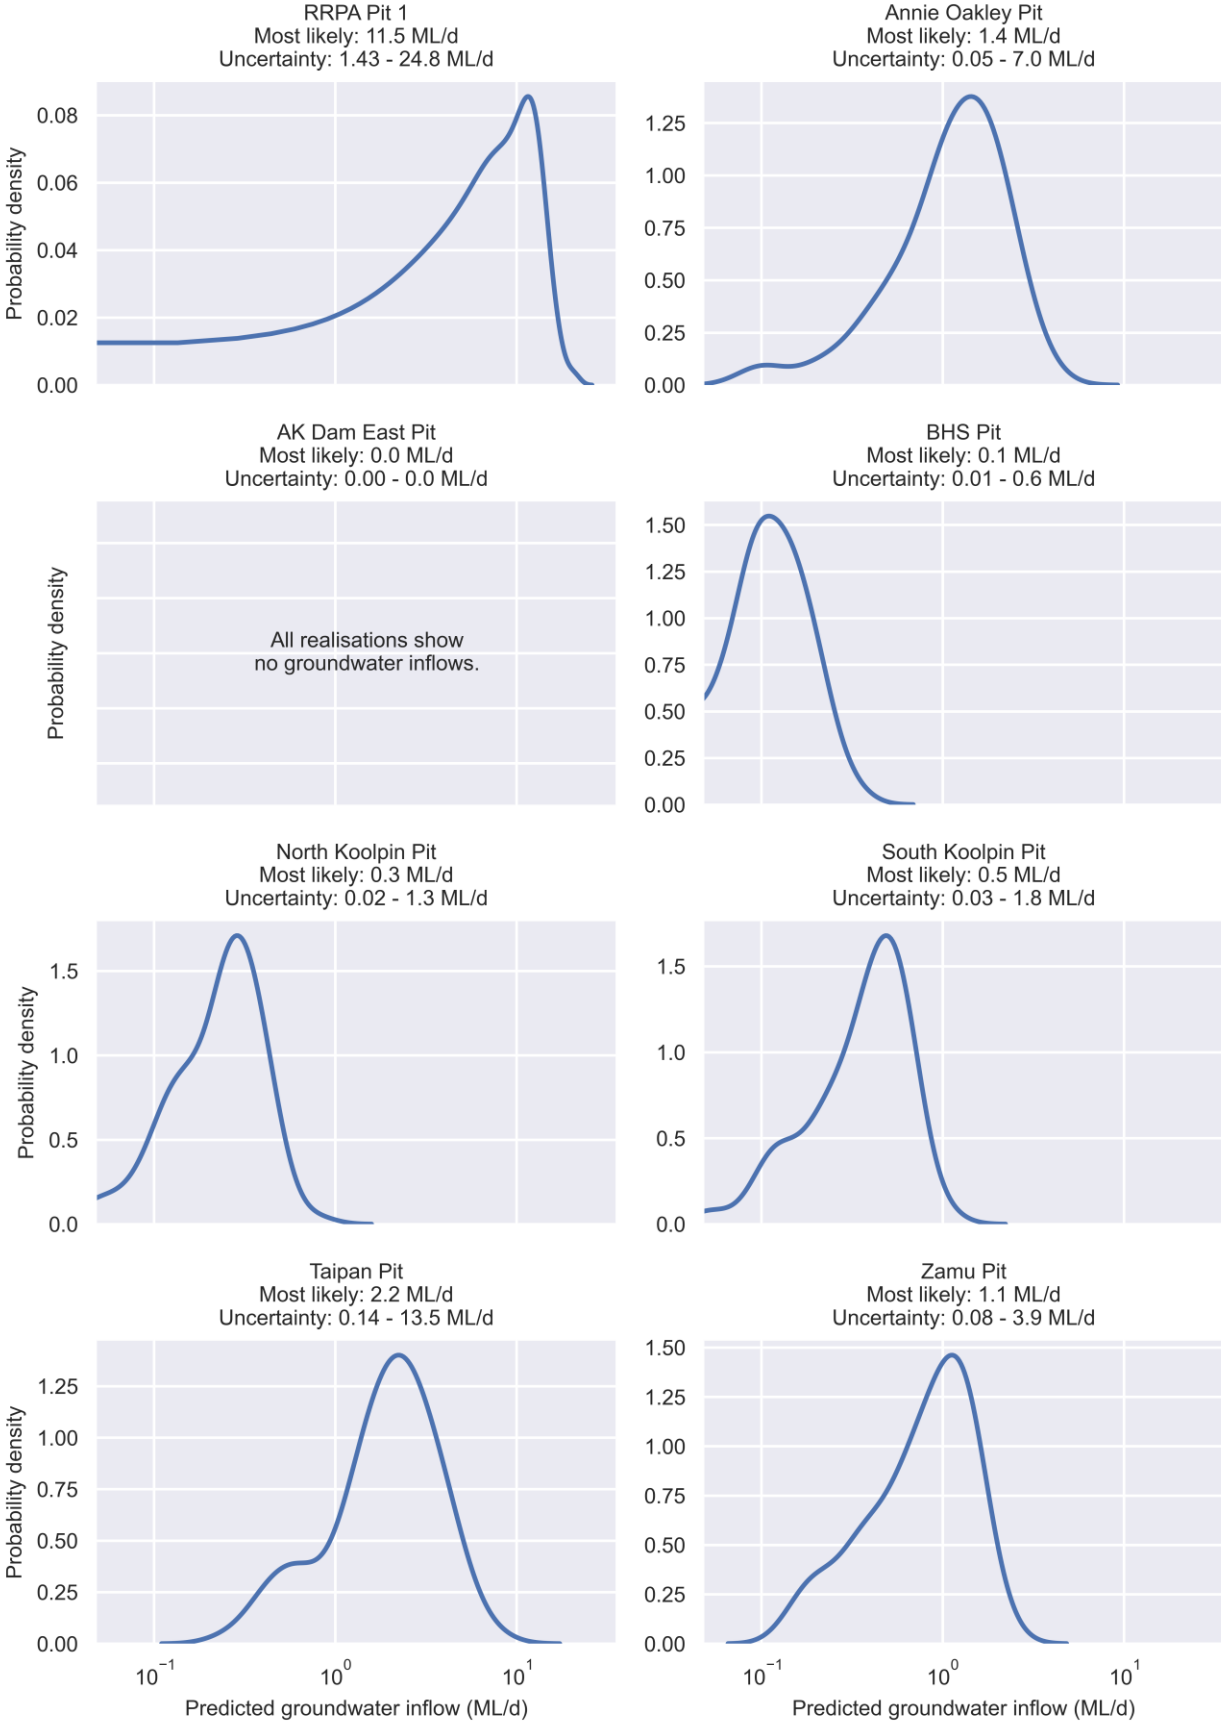 RRPA Pit 1
Most likely: 11.5 ML/d
Uncertainty: 1.43 - 24.8 ML/d
Probability density
0.08
0.06
0.04
0.02
0.00
Annie Oakley Pit
Most likely: 1.4 ML/d
Uncertainty: 0.05 - 7.0 ML/d
1.25
1.00
0.75
0.50
0.25
0.00
AK Dam East Pit
Most likely: 0.0 ML/d
Uncertainty: 0.00 - 0.0 ML/d
Probability density
All realisations show
no groundwater inflows.
BHS Pit
Most likely: 0.1 ML/d
Uncertainty: 0.01 - 0.6 ML/d
1.50
1.25
1.00
0.75
0.50
0.25
0.00
North Koolpin Pit
Most likely: 0.3 ML/d
Uncertainty: 0.02 - 1.3 ML/d
Probability density
1.5
1.0
0.5
0.0
South Koolpin Pit
Most likely: 0.5 ML/d
Uncertainty: 0.03 - 1.8 ML/d
1.5
1.0
0.5
0.0
Taipan Pit
Most likely: 2.2 ML/d
Uncertainty: 0.14 - 13.5 ML/d
Probability density
1.25
1.00
0.75
0.50
0.25
0.00
10⁻¹ 10⁰ 10¹
Predicted groundwater inflow (ML/d)
Zamu Pit
Most likely: 1.1 ML/d
Uncertainty: 0.08 - 3.9 ML/d
1.50
1.25
1.00
0.75
0.50
0.25
0.00
10⁻¹ 10⁰ 10¹
Predicted groundwater inflow (ML/d)